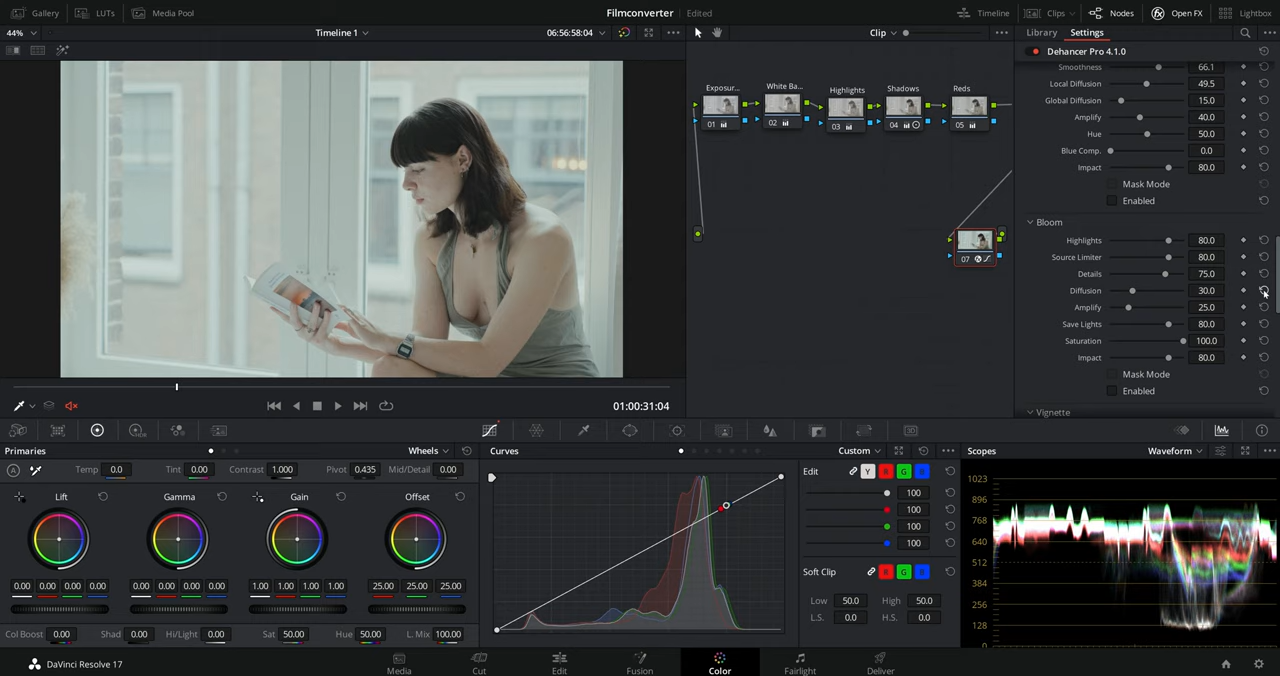 Gallery LUTs Media Pool Filmconverter Edited Timeline Clips Nodes Open FX Lightbox
44% Timeline 1 06:56:58:04 Clip Library Settings
Dehancer Pro 4.1.0
Smoothness 66.1
Local Diffusion 49.5
Global Diffusion 15.0
Amplify 40.0
Hue 50.0
Blue Comp. 0.0
Impact 80.0
Mask Mode
Enabled
Bloom
Highlights 80.0
Source Limiter 80.0
Details 75.0
Diffusion 30.0
Amplify 25.0
Save Lights 80.0
Saturation 100.0
Impact 80.0
Mask Mode
Enabled
Vignette
Exposur... White Ba... Highlights Shadows Reds
01 02 03 04 05
07
01:00:31:04
Primaries Wheels
Temp 0.0 Tint 0.00 Contrast 1.000 Pivot 0.435 Mid/Detail 0.00
Lift Gamma Gain Offset
0.00 0.00 0.00 0.00 0.00 0.00 0.00 0.00 1.00 1.00 1.00 1.00 25.00 25.00 25.00
Col Boost 0.00 Shad 0.00 Hi/Light 0.00 Sat 50.00 Hue 50.00 L. Mix 100.00
Curves Custom
Edit Y R G B
100
100
100
100
Soft Clip R G B
Low 50.0 High 50.0
L.S. 0.0 H.S. 0.0
Scopes Waveform
1023
896
768
640
512
384
256
128
0
DaVinci Resolve 17 Media Cut Edit Fusion Color Fairlight Deliver